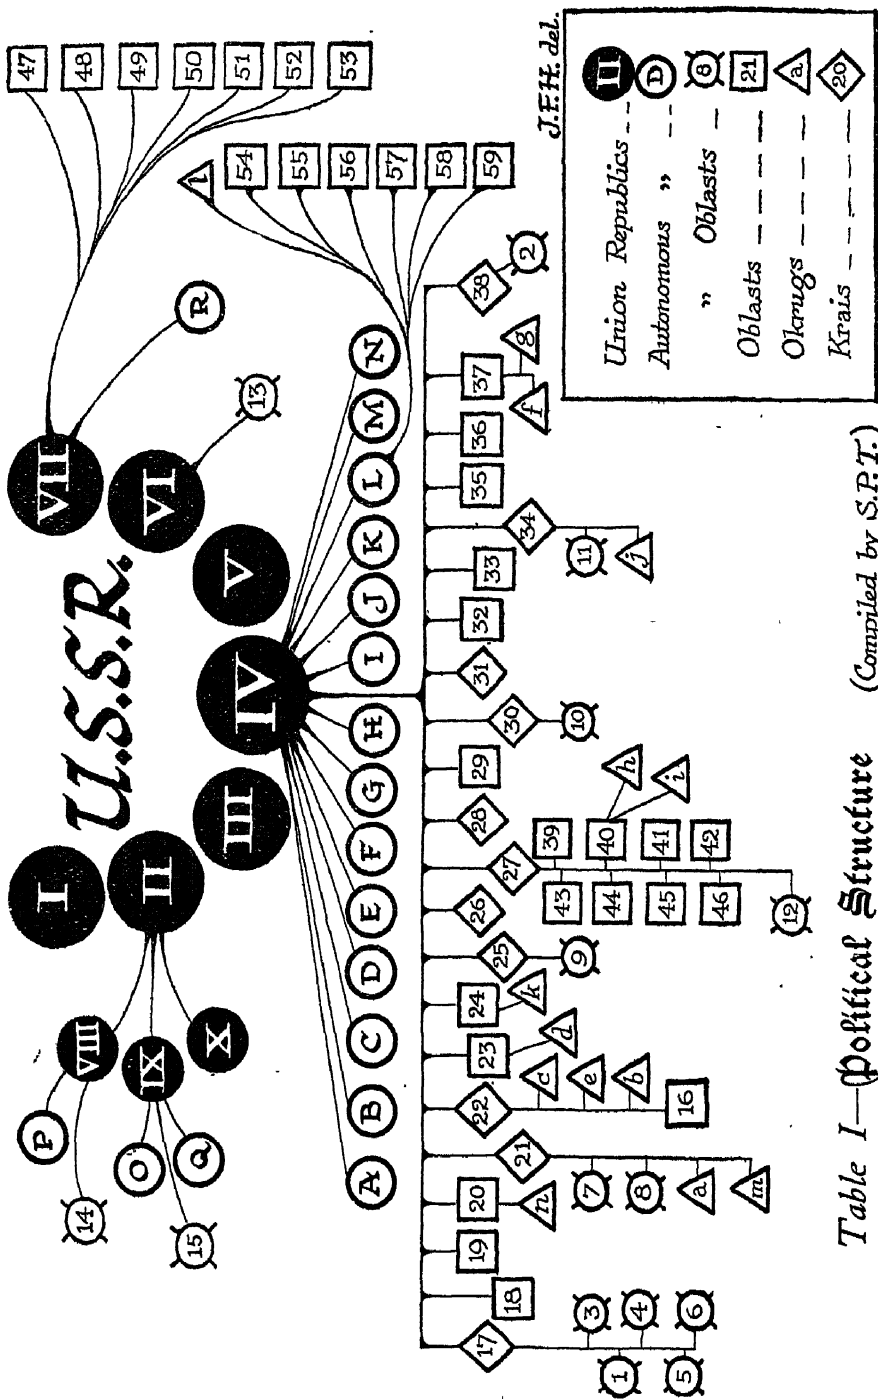 U.S.S.R.
I
II
III
IV
V
VI
VII
VIII
IX
X
P
14
O
Q
15
13
R
47
48
49
50
51
52
53
A B C D E F G H I J K L M N
l
54
55
56
57
58
59
17
3
1
4
5
6
18
19
20
n
21
7
8
a
m
22
c
e
b
16
23
d
24
k
25
9
26
27
39
43
40
h
i
44
41
45
42
46
12
28
29
30
10
31
32
33
34
11
j
35
36
37
f
g
38
2
J.F.H. del.
Union Republics -- II
Autonomous " -- D
" Oblasts - 8
Oblasts ---- 21
Okrugs ---- a
Krais ---- 20
Table I—Political Structure (Compiled by S.P.T.)